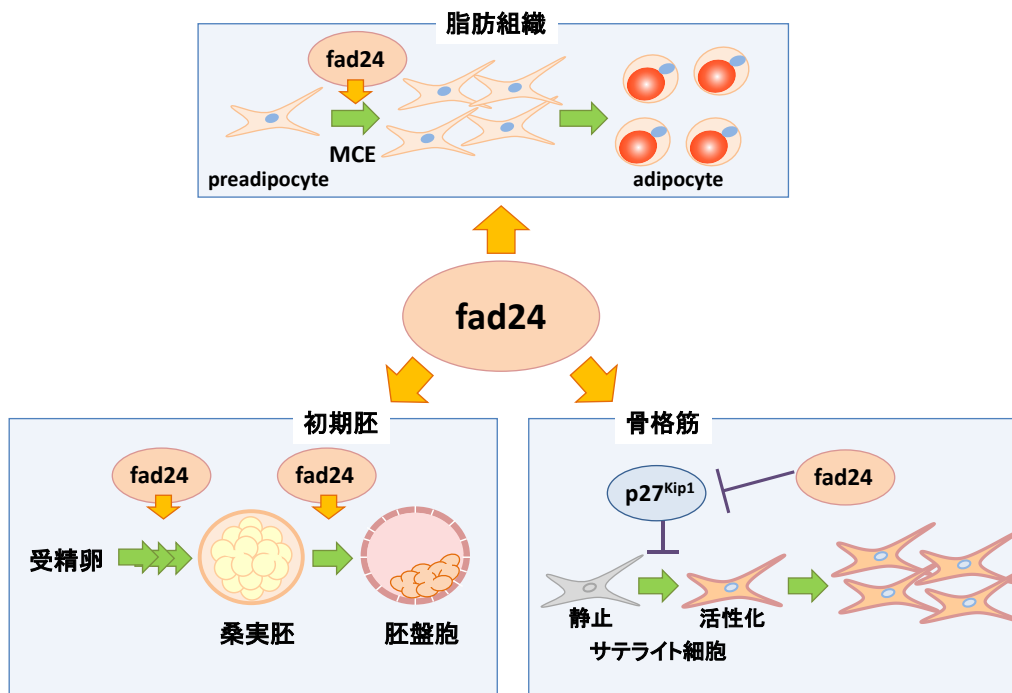 脂肪組織
fad24
MCE
preadipocyte
adipocyte
fad24
初期胚
fad24
fad24
受精卵
桑実胚
胚盤胞
骨格筋
p27Kip1
fad24
静止
活性化
サテライト細胞